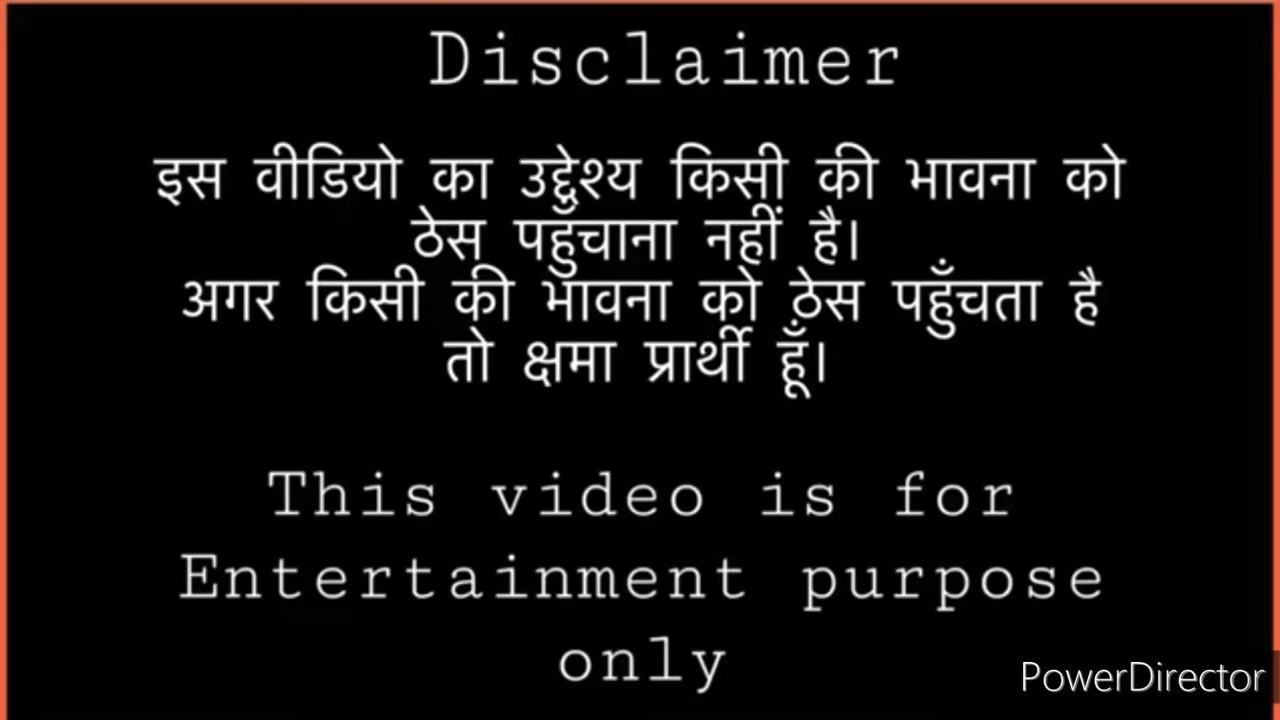 Disclaimer
इस वीडियो का उद्देश्य किसी की भावना को
ठेस पहुँचाना नहीं है।
अगर किसी की भावना को ठेस पहुँचता है
तो क्षमा प्रार्थी हूँ।
This video is for
Entertainment purpose
only
PowerDirector